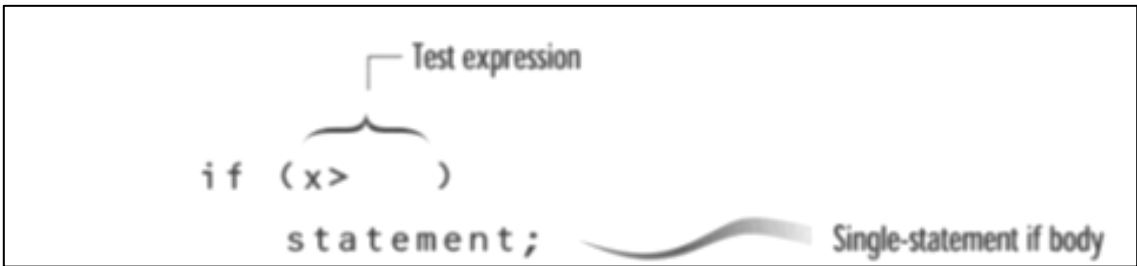 Test expression
if (x>    )
statement;
Single-statement if body